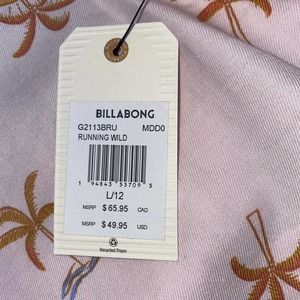 BILLABONG
G2113BRU MDD0
RUNNING WILD
1 94843 33709 5
L/12
MSRP $ 65.95 CAD
MSRP $ 49.95 USD
Recycled Paper